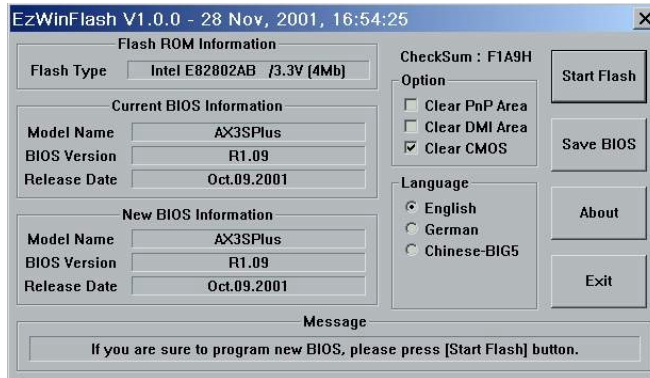 EzWinFlash V1.0.0 - 28 Nov, 2001, 16:54:25
Flash ROM Information
Flash Type Intel E82802AB /3.3V (4Mb)
Current BIOS Information
Model Name AX3SPlus
BIOS Version R1.09
Release Date Oct.09.2001
New BIOS Information
Model Name AX3SPlus
BIOS Version R1.09
Release Date Oct.09.2001
CheckSum : F1A9H
Option
Clear PnP Area
Clear DMI Area
Clear CMOS
Language
English
German
Chinese-BIG5
Start Flash
Save BIOS
About
Exit
Message
If you are sure to program new BIOS, please press [Start Flash] button.